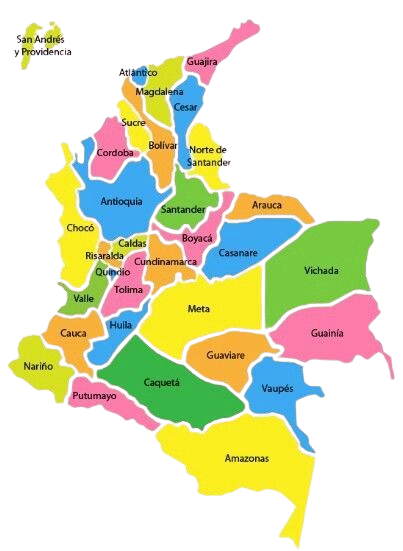 San Andrés
y Providencia
Guajira
Atlántico
Magdalena
Cesar
Sucre
Bolívar
Norte de
Santander
Cordoba
Antioquia
Santander
Arauca
Chocó
Boyacá
Caldas
Casanare
Risaralda
Cundinamarca
Quindio
Vichada
Tolima
Valle
Meta
Huila
Cauca
Guainía
Guaviare
Nariño
Caquetá
Vaupés
Putumayo
Amazonas